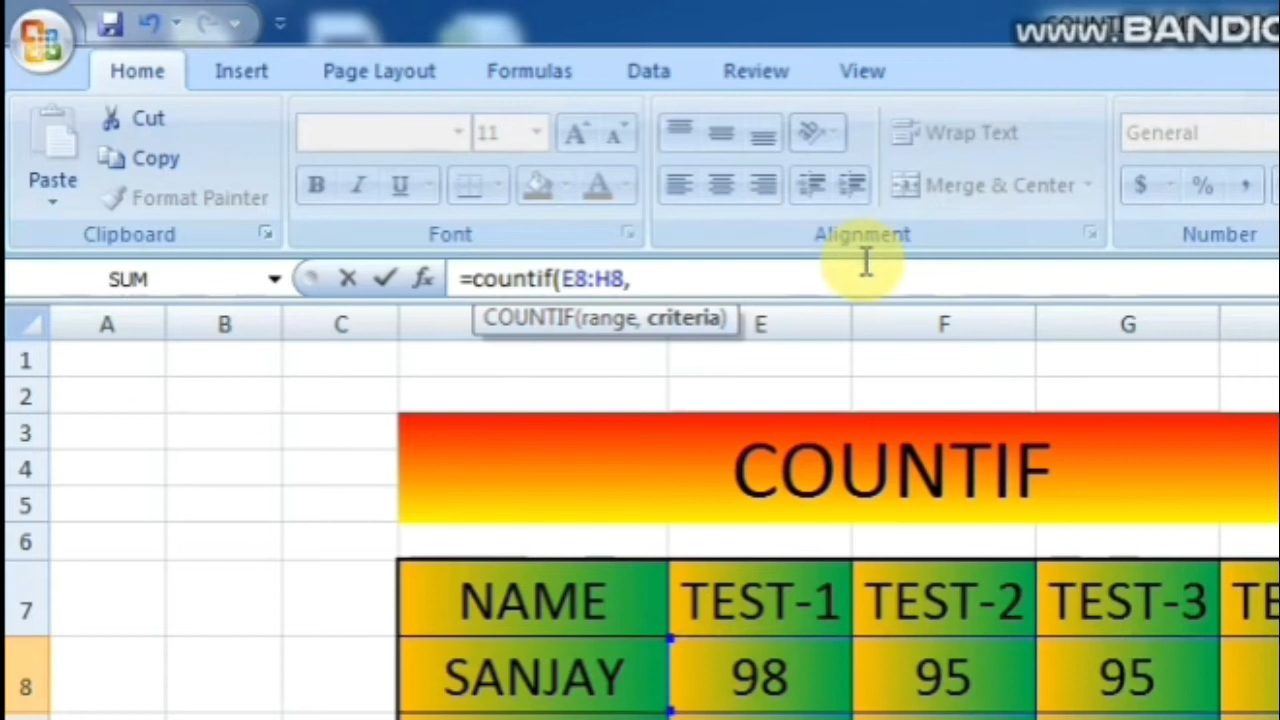 www.BANDIC
Home Insert Page Layout Formulas Data Review View
Cut
Copy
Format Painter
Paste
11 A A
Wrap Text
General
B I U A
Merge & Center
$ % ,
Clipboard Font Alignment Number
SUM fx =countif(E8:H8,
COUNTIF(range, criteria)
A B C E F G
1
2
3
4
5
COUNTIF
6
7 NAME TEST-1 TEST-2 TEST-3 TE
8 SANJAY 98 95 95